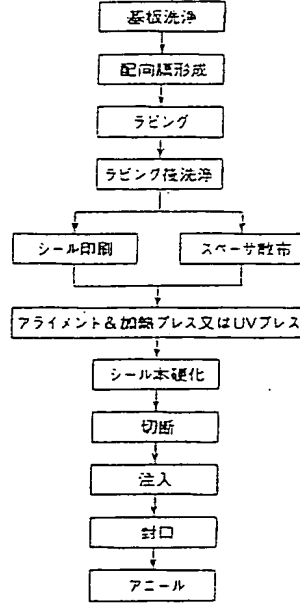 基板洗浄
配向膜形成
ラビング
ラビング後洗浄
シール印刷
スペーサ散布
アライメント&加熱プレス又はUVプレス
シール本硬化
切断
注入
封口
アニール